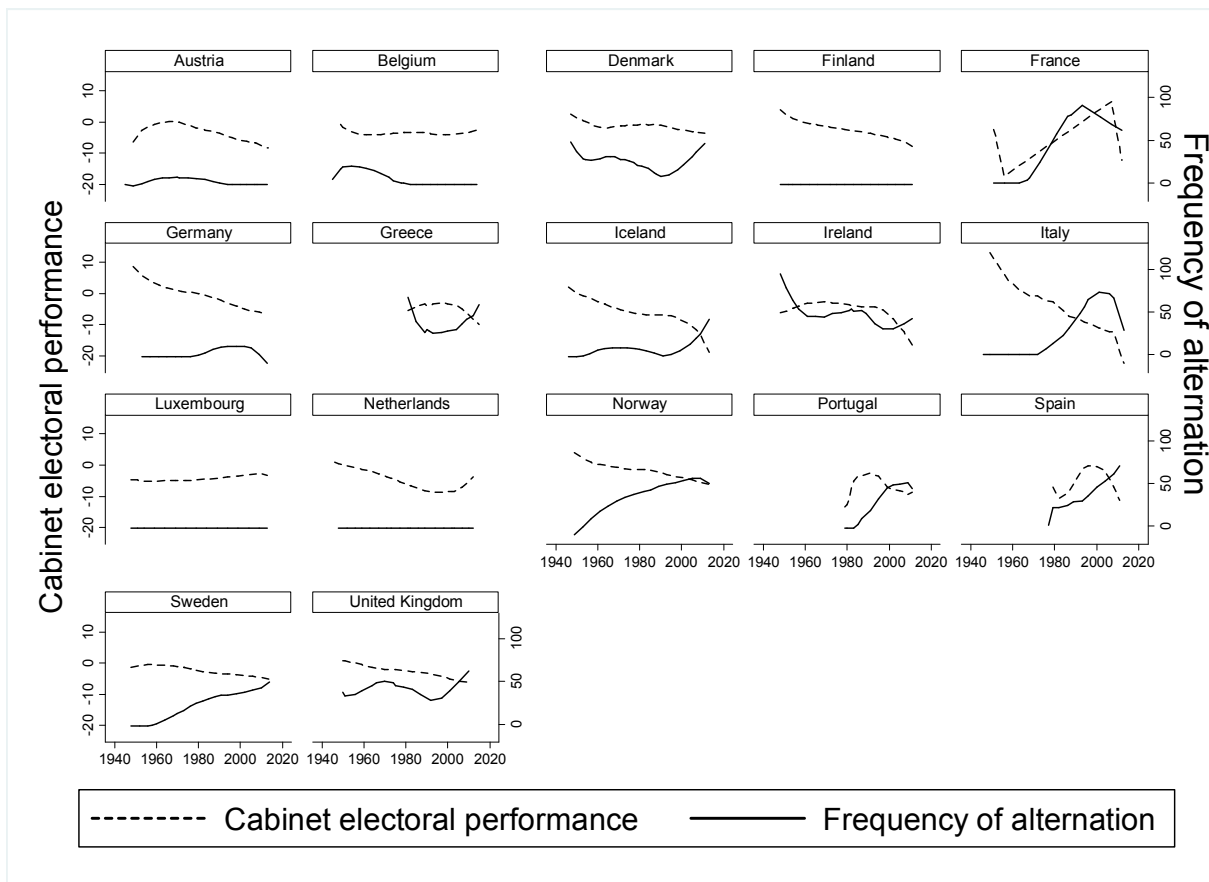 Austria
Belgium
Denmark
Finland
France
10
0
-10
-20
100
50
0
Germany
Greece
Iceland
Ireland
Italy
10
0
-10
-20
100
50
0
Luxembourg
Netherlands
Norway
Portugal
Spain
10
0
-10
-20
100
50
0
1940 1960 1980 2000 2020
1940 1960 1980 2000 2020
1940 1960 1980 2000 2020
Sweden
United Kingdom
10
0
-10
-20
100
50
0
1940 1960 1980 2000 2020
1940 1960 1980 2000 2020
Cabinet electoral performance
Frequency of alternation
Cabinet electoral performance
Frequency of alternation